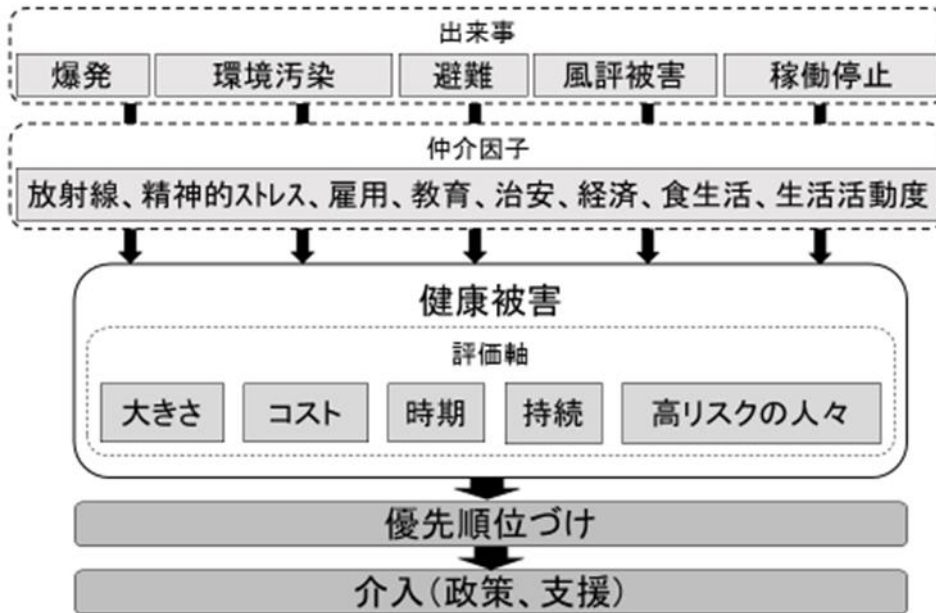 出来事
爆発 環境汚染 避難 風評被害 稼働停止
仲介因子
放射線、精神的ストレス、雇用、教育、治安、経済、食生活、生活活動度
健康被害
評価軸
大きさ コスト 時期 持続 高リスクの人々
優先順位づけ
介入(政策、支援)